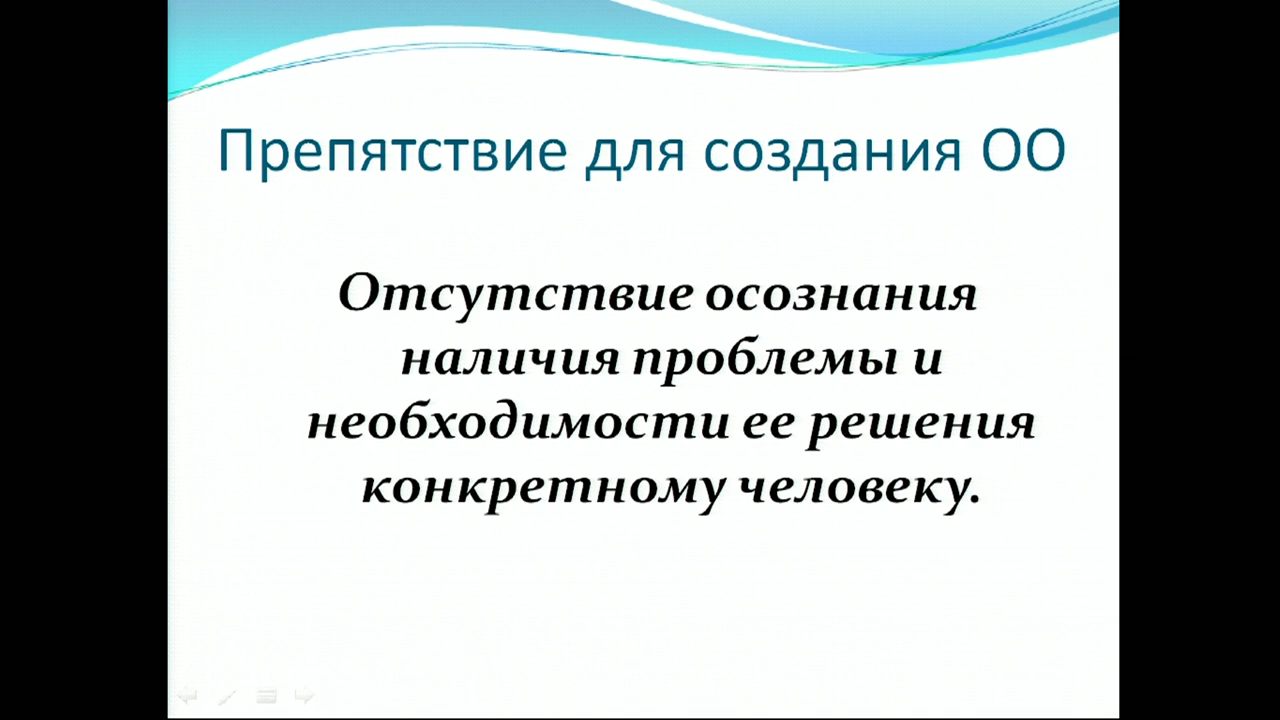 Препятствие для создания ОО
Отсутствие осознания
наличия проблемы и
необходимости ее решения
конкретному человеку.